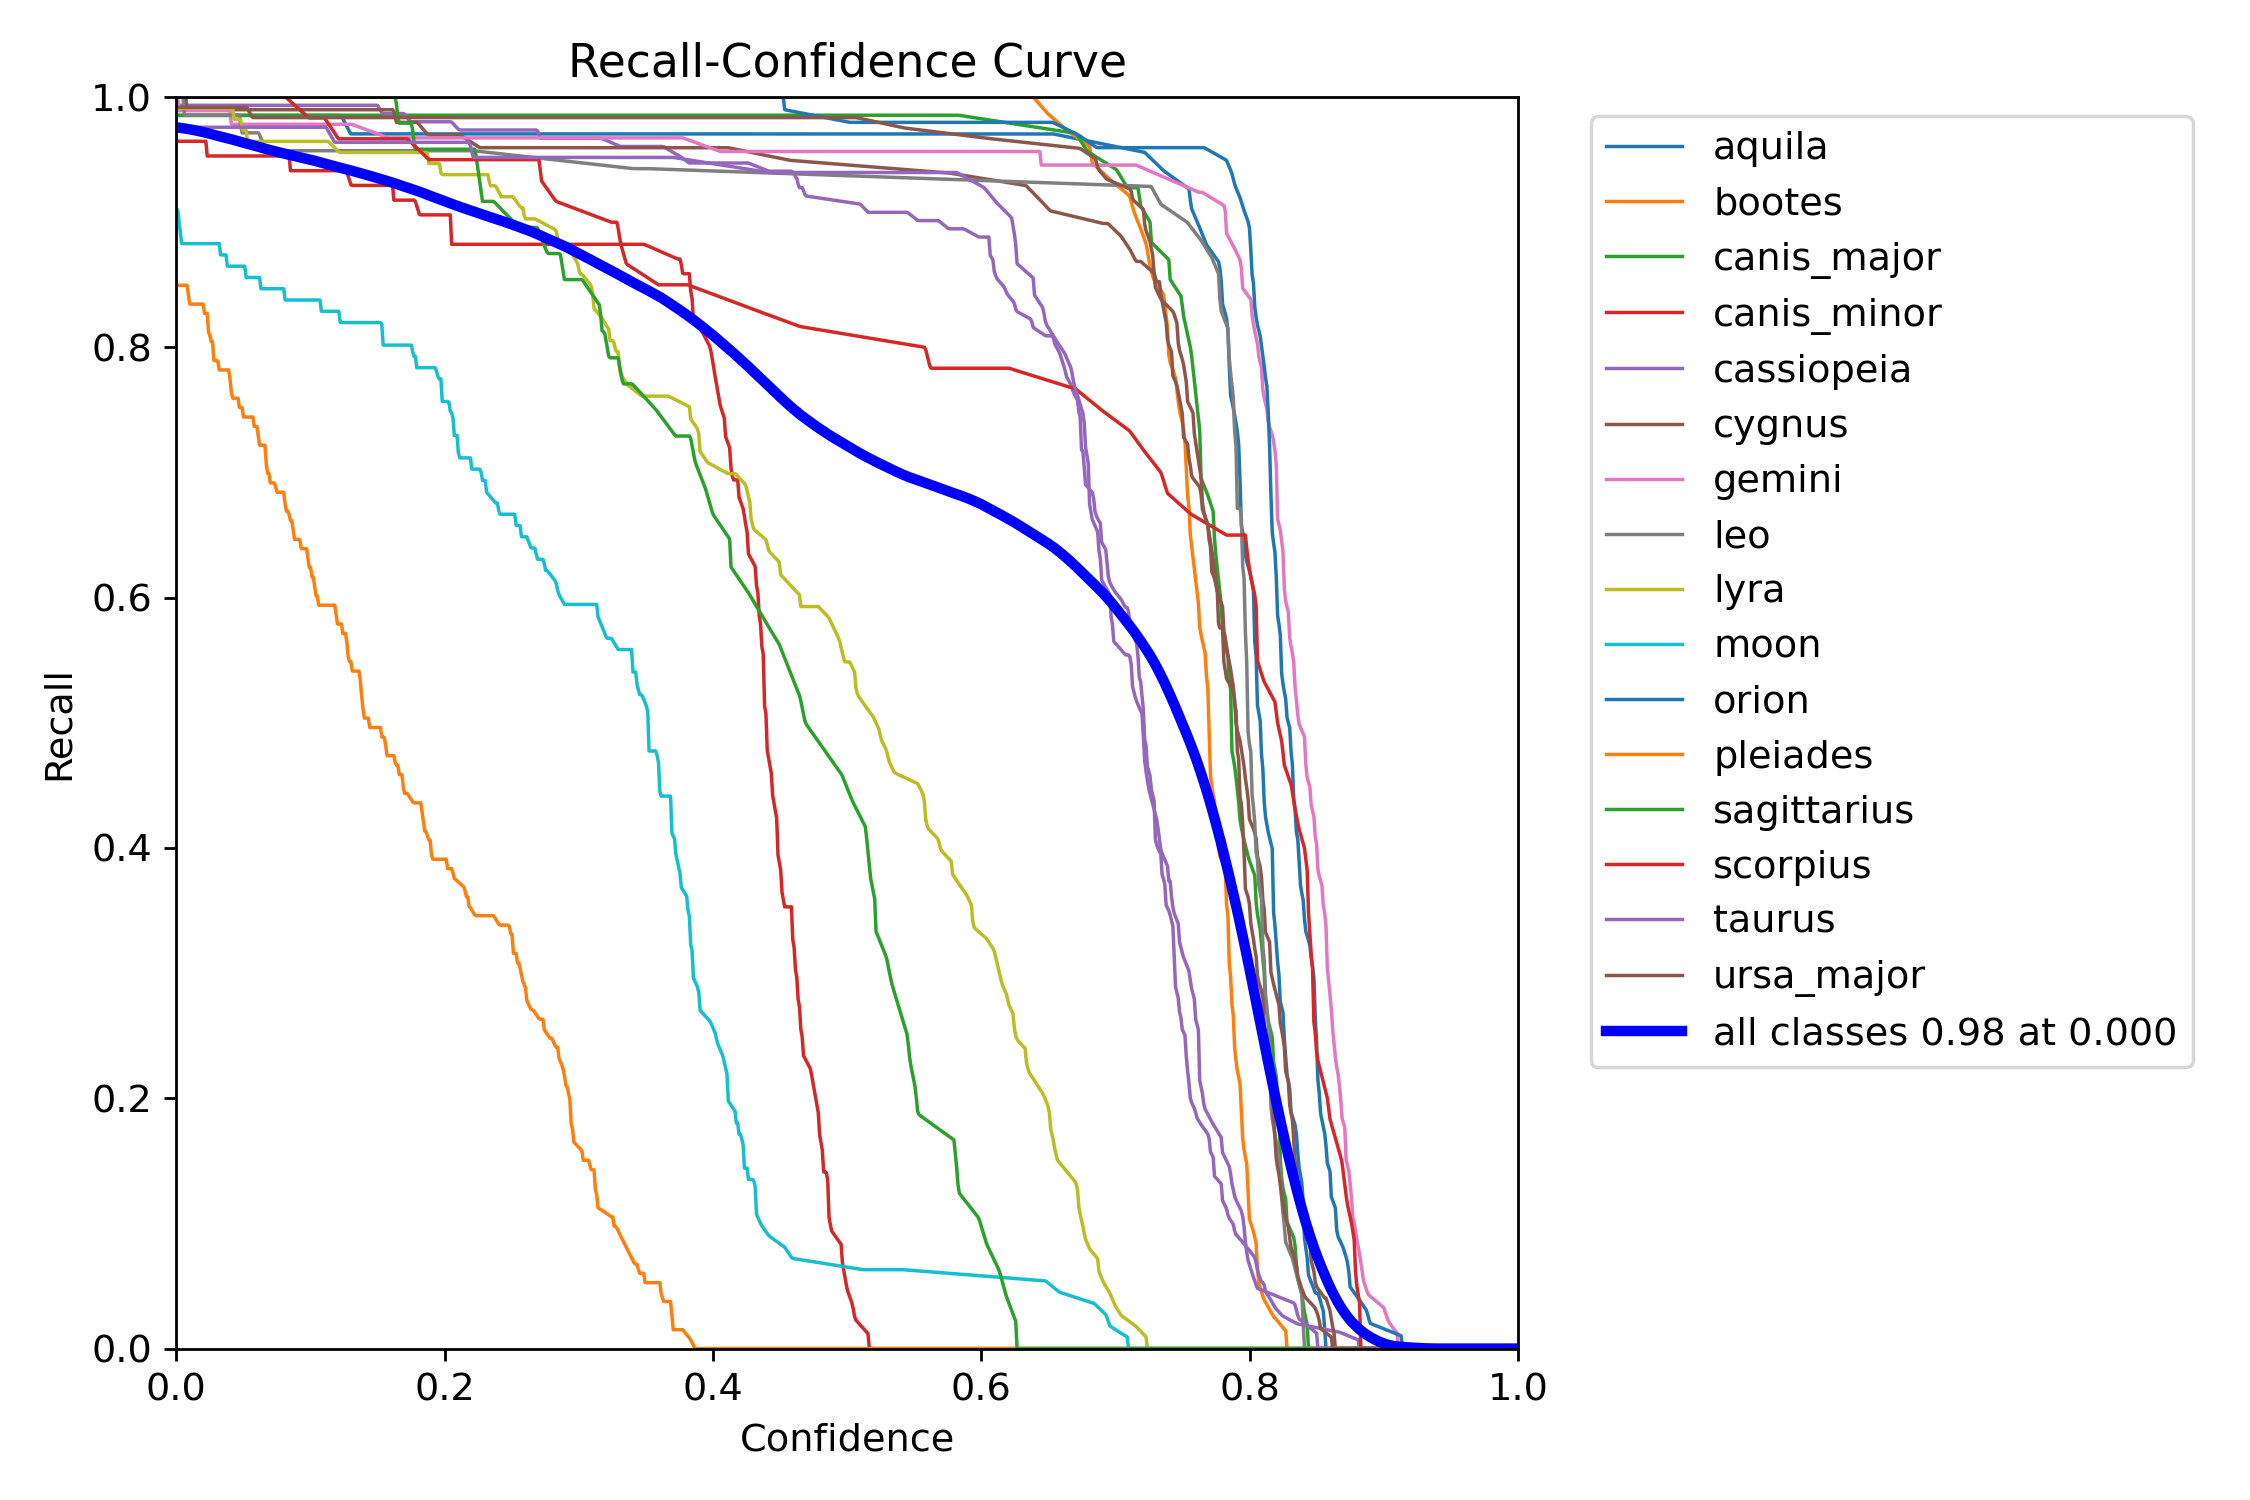 Recall-Confidence Curve
1.0
0.8
0.6
0.4
0.2
0.0
Recall
0.0 0.2 0.4 0.6 0.8 1.0
Confidence
aquila
bootes
canis_major
canis_minor
cassiopeia
cygnus
gemini
leo
lyra
moon
orion
pleiades
sagittarius
scorpius
taurus
ursa_major
all classes 0.98 at 0.000